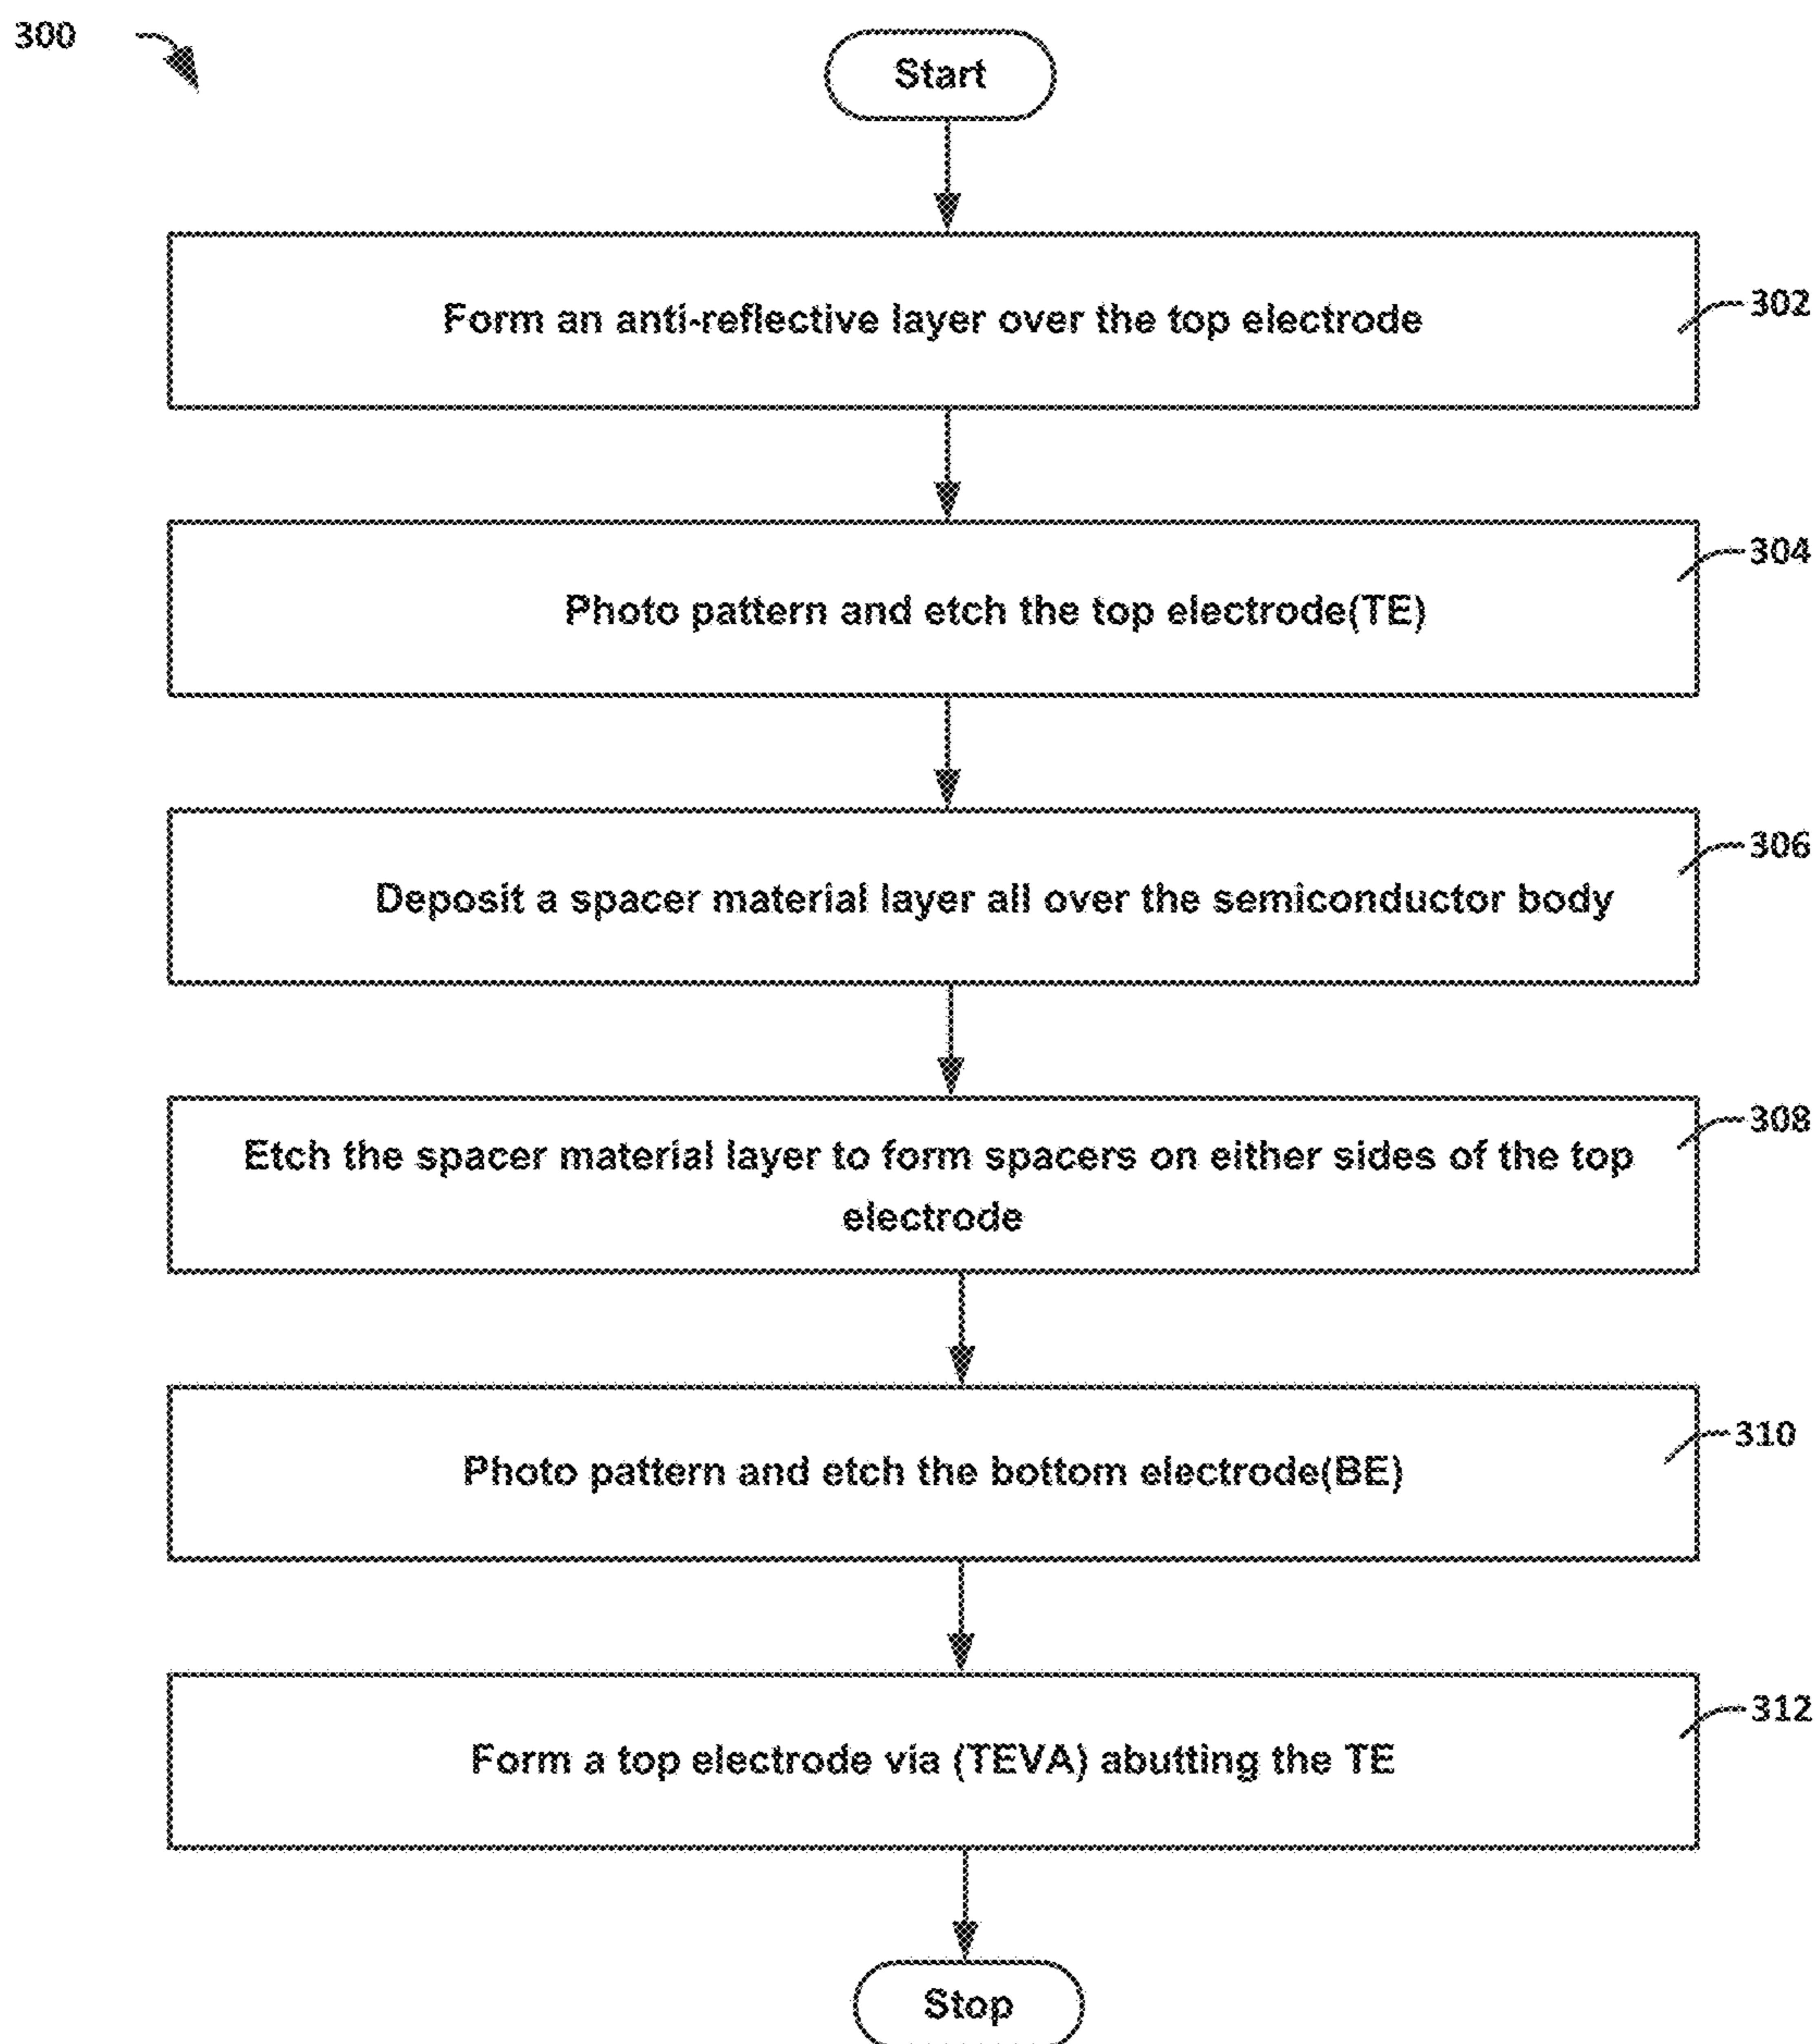 300
Start
Form an anti-reflective layer over the top electrode
302
Photo pattern and etch the top electrode(TE)
304
Deposit a spacer material layer all over the semiconductor body
306
Etch the spacer material layer to form spacers on either sides of the top
electrode
308
Photo pattern and etch the bottom electrode(BE)
310
Form a top electrode via (TEVA) abutting the TE
312
Stop